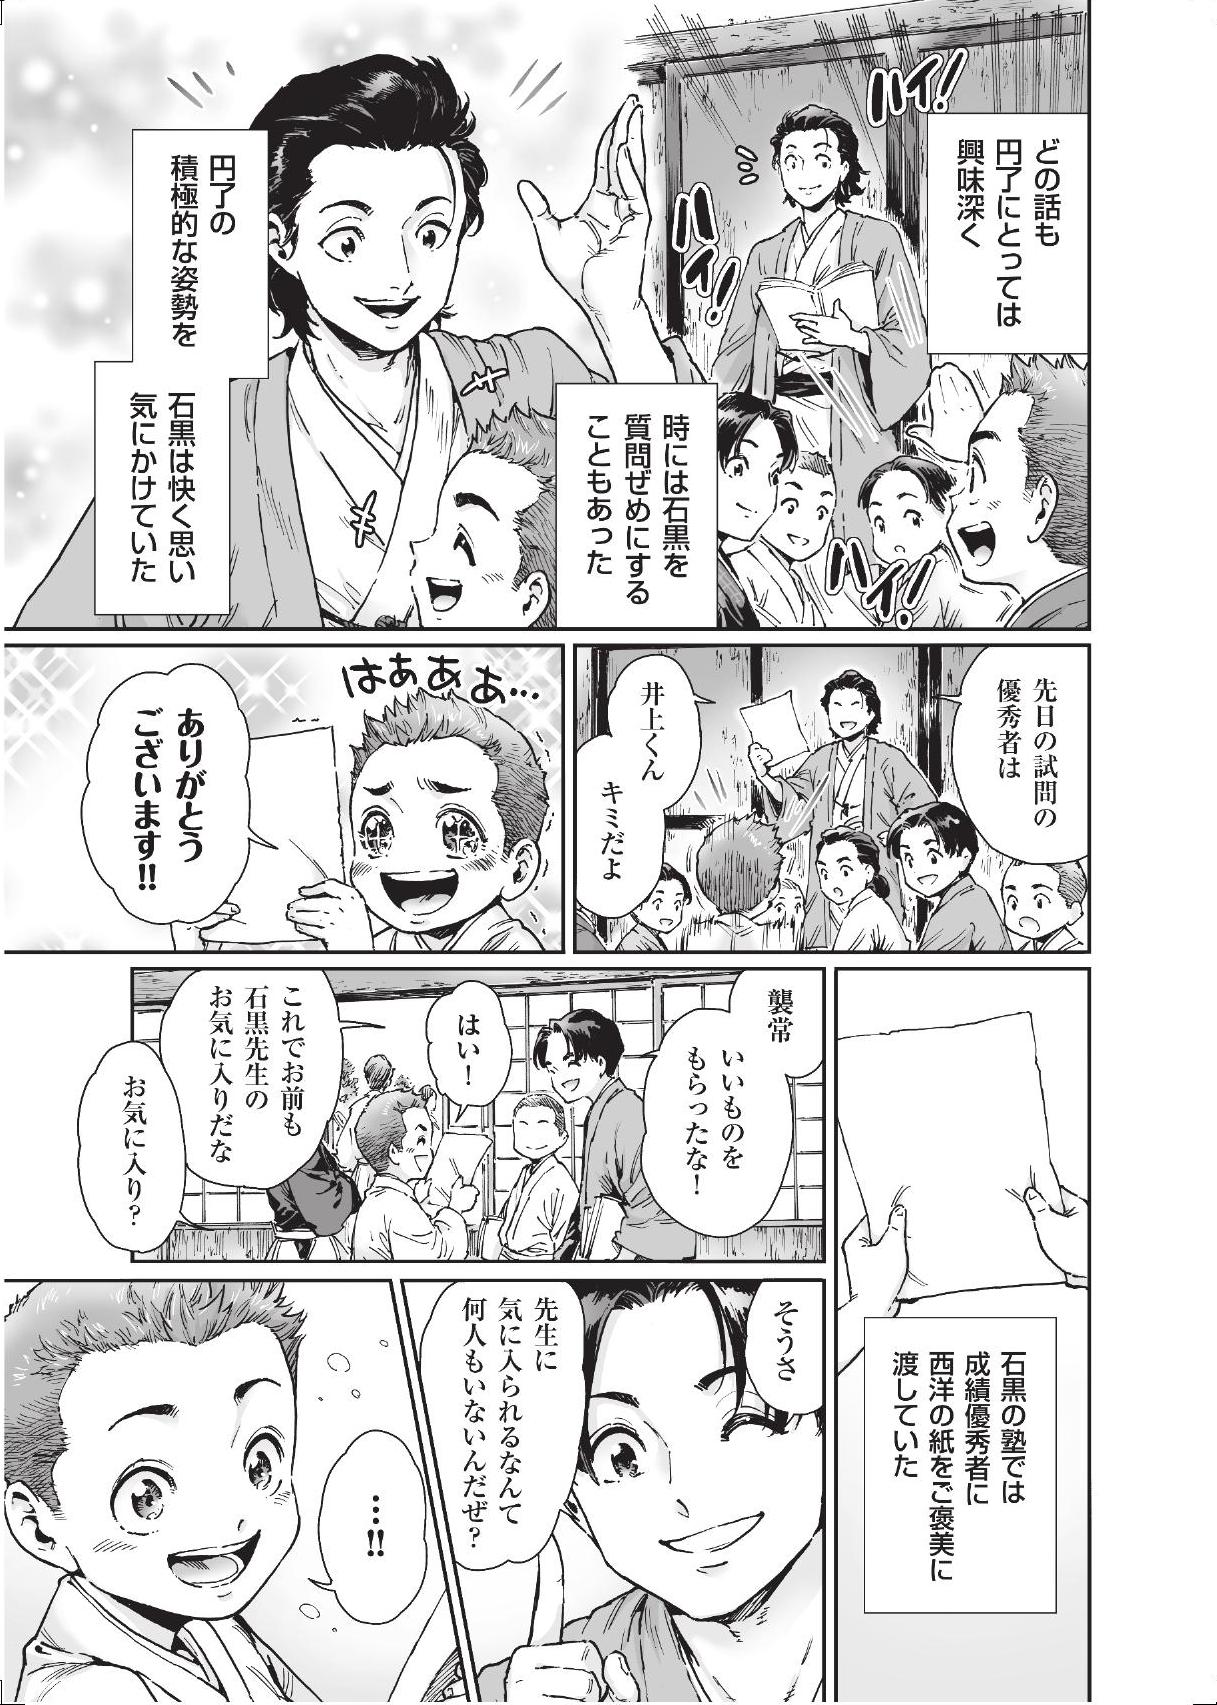 どの話も
円了にとっては
興味深く
ハイ!
ハイ!
ハイ!
時には石黒を
質問ぜめにする
こともあった
円了の
積極的な姿勢を
石黒は快く思い
気にかけていた
先日の試問の
優秀者は
井上くん
キミだよ
はぁぁぁぁ…
ありがとう
ございます!!
石黒の塾では
成績優秀者に
西洋の紙をご褒美に
渡していた
襲常
いいものを
もらったな!
はい!
これでお前も
石黒先生の
お気に入りだな
お気に入り?
そうさ
先生に
気に入られるなんて
何人もいないんだぜ?
…!!